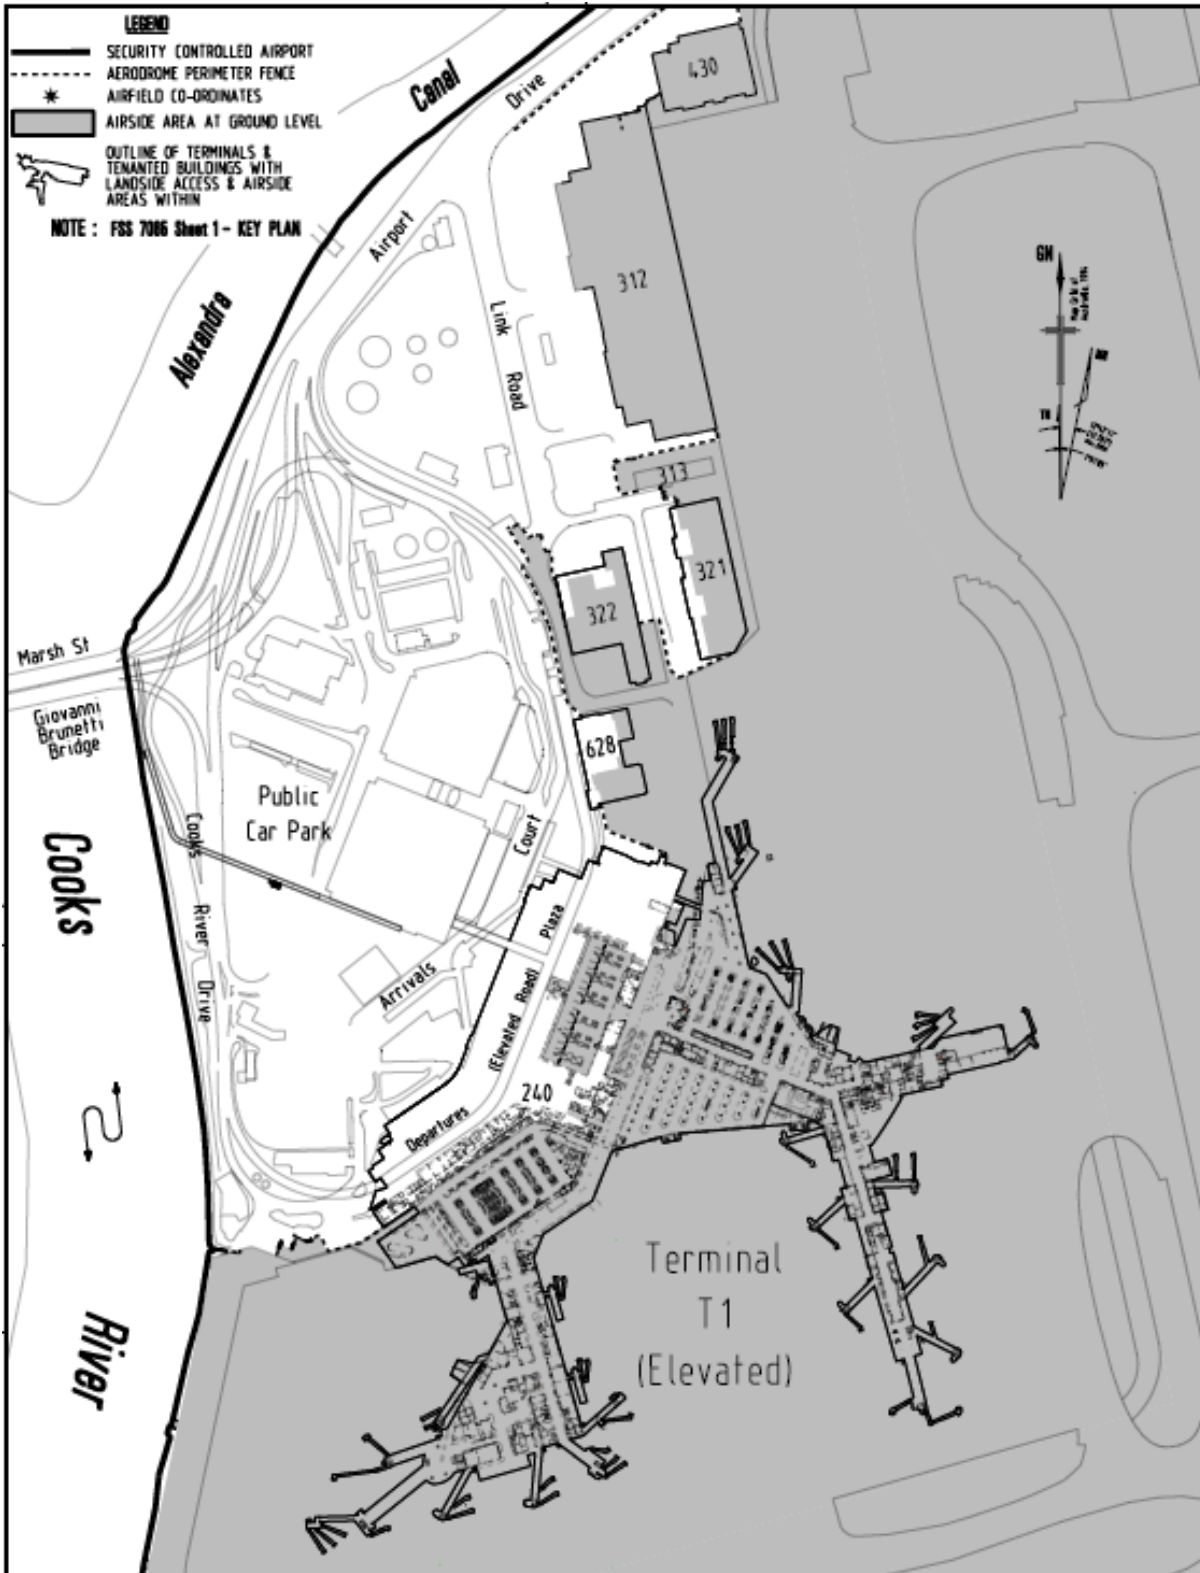 LEGEND
SECURITY CONTROLLED AIRPORT
AERODROME PERIMETER FENCE
AIRFIELD CO-ORDINATES
AIRSIDE AREA AT GROUND LEVEL
OUTLINE OF TERMINALS &
TENANTED BUILDINGS WITH
LANDSIDE ACCESS & AIRSIDE
AREAS WITHIN
NOTE : FSS 7086 Sheet 1 - KEY PLAN
Canal
Drive
430
Airport
Alexandra
312
GN
Link
Road
TN
313
321
322
Marsh St
Giovanni
Brunetti
Bridge
628
Public
Car Park
Cooks
River
Drive
Court
Plaza
Arrivals
(Elevated Road)
240
Departures
Cooks
River
Terminal
T1
(Elevated)